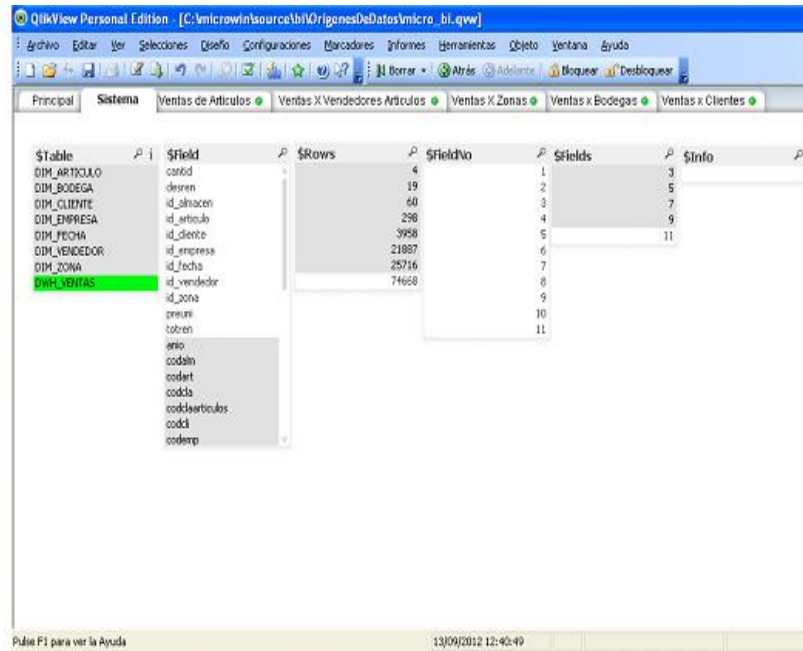 QlikView Personal Edition - [C:\microwin\source\bi\OrigenesDeDatos\micro_bi.qvw]
Archivo Editar Ver Selecciones Diseño Configuraciones Marcadores Informes Herramientas Objeto Ventana Ayuda
Borrar Atrás Adelante Bloquear Desbloquear
Principal Sistema Ventas de Articulos Ventas X Vendedores Articulos Ventas X Zonas Ventas x Bodegas Ventas x Clientes
$Table
DIM_ARTICULO
DIM_BODEGA
DIM_CLIENTE
DIM_EMPRESA
DIM_FECHA
DIM_VENDEDOR
DIM_ZONA
DWH_VENTAS
$Field
cantid
desren
id_almacen
id_articulo
id_cliente
id_empresa
id_fecha
id_vendedor
id_zona
preuni
totren
anio
codalm
codart
codcla
codclaarticulos
codcli
codemp
$Rows
4
19
60
298
3958
21887
25716
74668
$FieldNo
1
2
3
4
5
6
7
8
9
10
11
$Fields
3
5
7
9
11
$Info
Pulse F1 para ver la Ayuda
13/09/2012 12:40:49